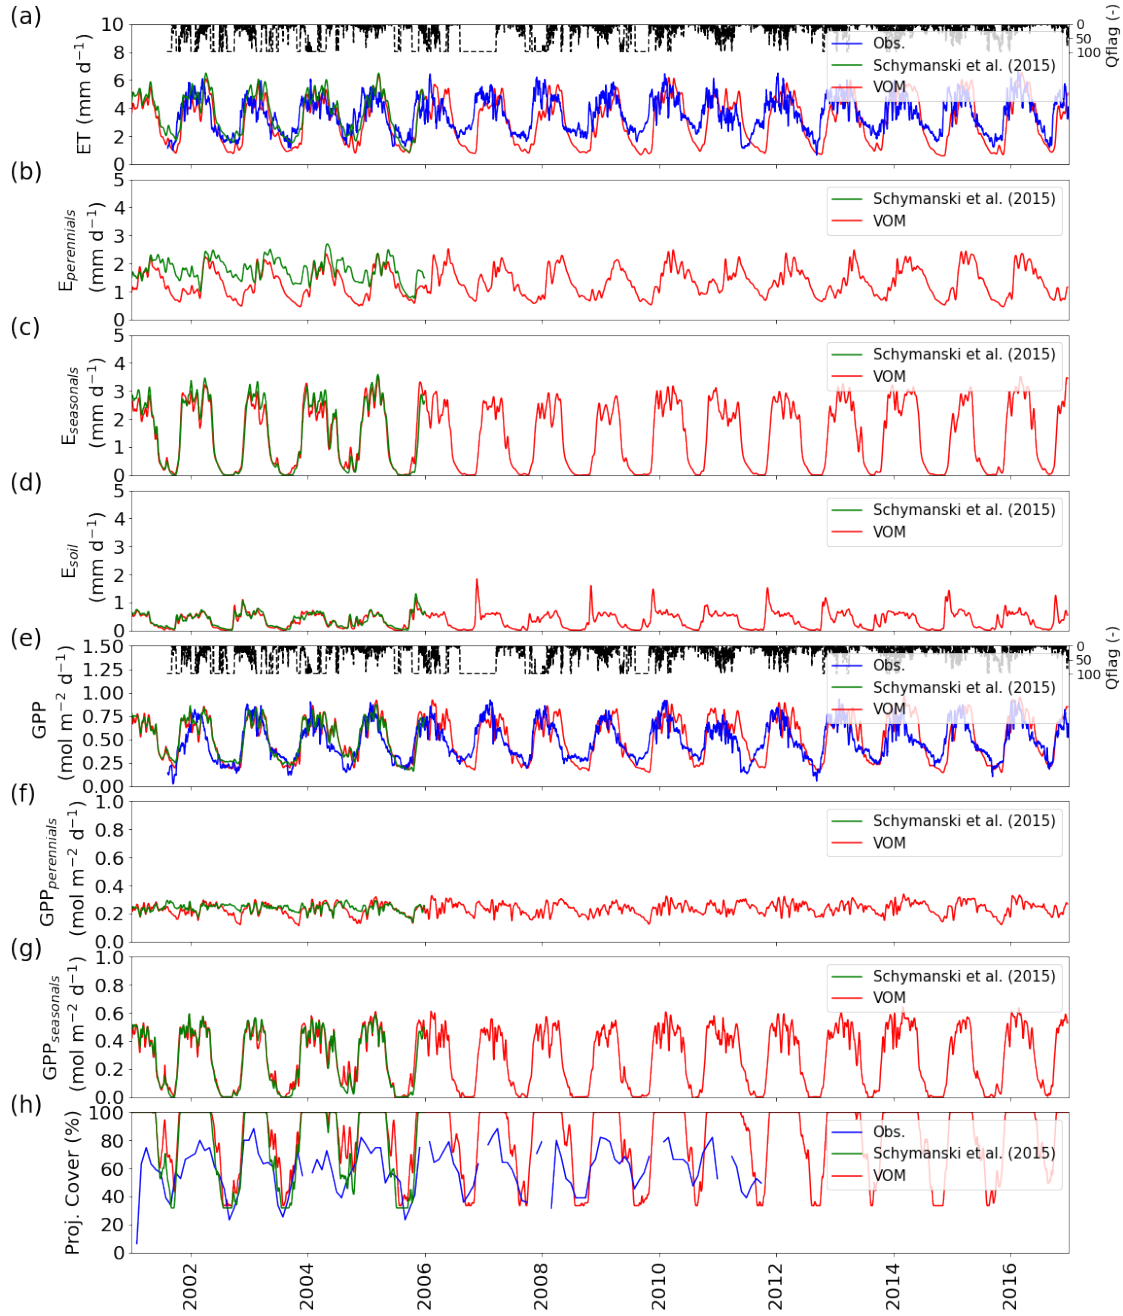 (a)
ET (mm d⁻¹)
10
8
6
4
2
0
0
50
100
Qflag (-)
Obs.
Schymanski et al. (2015)
VOM
(b)
E_perennials
(mm d⁻¹)
5
4
3
2
1
0
Schymanski et al. (2015)
VOM
(c)
E_seasonals
(mm d⁻¹)
5
4
3
2
1
0
Schymanski et al. (2015)
VOM
(d)
E_soil
(mm d⁻¹)
5
4
3
2
1
0
Schymanski et al. (2015)
VOM
(e)
GPP
(mol m⁻² d⁻¹)
1.50
1.25
1.00
0.75
0.50
0.25
0.00
0
50
100
Qflag (-)
Obs.
Schymanski et al. (2015)
VOM
(f)
GPP_perennials
(mol m⁻² d⁻¹)
1.0
0.8
0.6
0.4
0.2
0.0
Schymanski et al. (2015)
VOM
(g)
GPP_seasonals
(mol m⁻² d⁻¹)
1.0
0.8
0.6
0.4
0.2
0.0
Schymanski et al. (2015)
VOM
(h)
Proj. Cover (%)
100
80
60
40
20
0
Obs.
Schymanski et al. (2015)
VOM
2002
2004
2006
2008
2010
2012
2014
2016